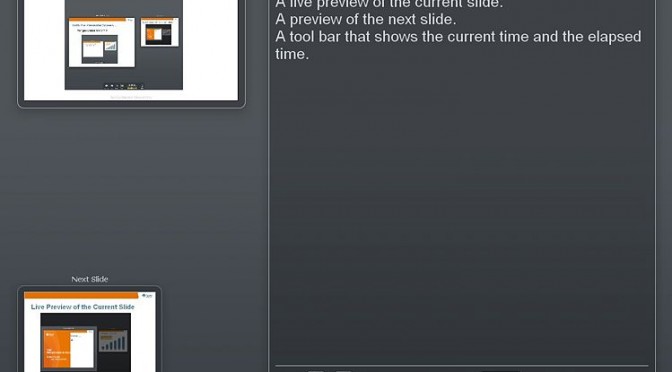 A live preview of the current slide.
A preview of the next slide.
A tool bar that shows the current time and the elapsed
time.
Next Slide
Live Preview of the Current Slide